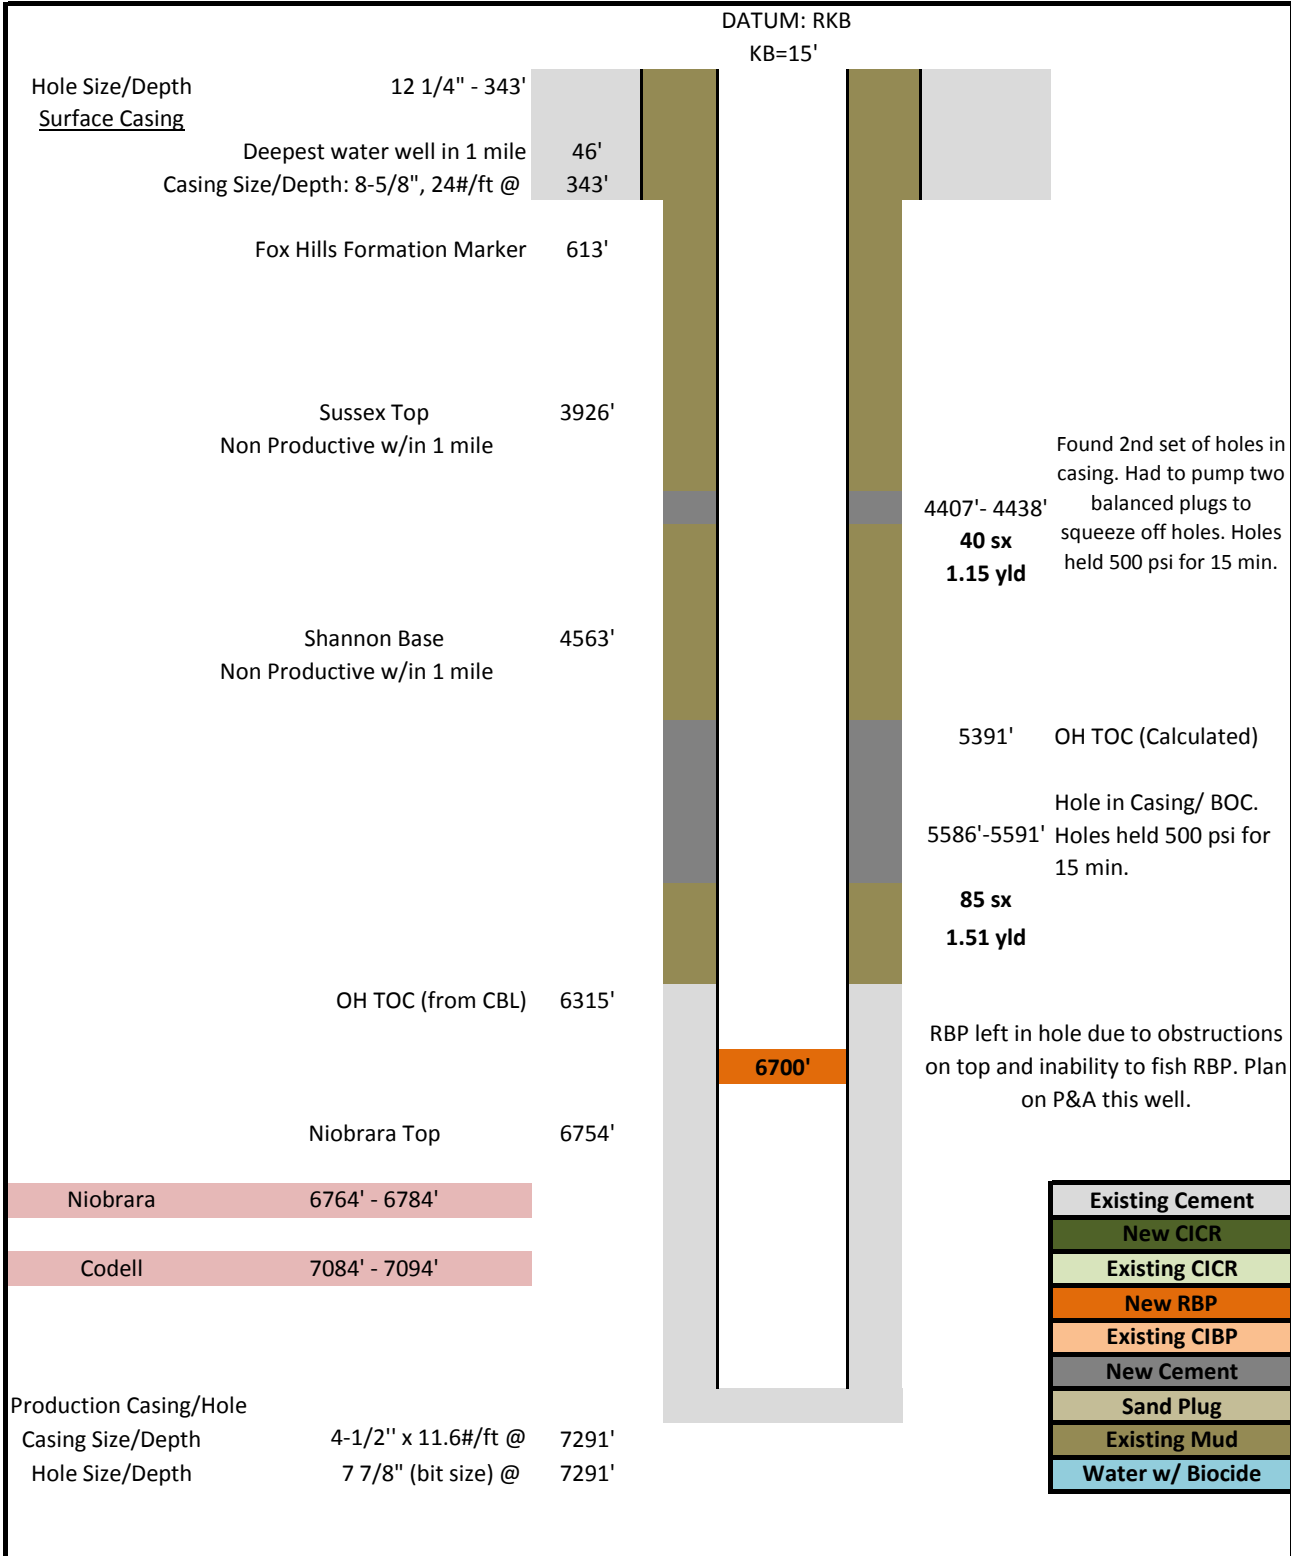 DATUM: RKB
KB=15'
Hole Size/Depth 12 1/4" - 343'
Surface Casing
Deepest water well in 1 mile 46'
Casing Size/Depth: 8-5/8", 24#/ft @ 343'
Fox Hills Formation Marker 613'
Sussex Top 3926'
Non Productive w/in 1 mile
Found 2nd set of holes in
casing. Had to pump two
balanced plugs to
squeeze off holes. Holes
held 500 psi for 15 min.
4407'- 4438'
40 sx
1.15 yld
Shannon Base 4563'
Non Productive w/in 1 mile
5391' OH TOC (Calculated)
Hole in Casing/ BOC.
5586'-5591' Holes held 500 psi for
15 min.
85 sx
1.51 yld
OH TOC (from CBL) 6315'
RBP left in hole due to obstructions
on top and inability to fish RBP. Plan
on P&A this well.
6700'
Niobrara Top 6754'
Niobrara 6764' - 6784'
Codell 7084' - 7094'
Existing Cement
New CICR
Existing CICR
New RBP
Existing CIBP
New Cement
Sand Plug
Existing Mud
Water w/ Biocide
Production Casing/Hole
Casing Size/Depth 4-1/2'' x 11.6#/ft @ 7291'
Hole Size/Depth 7 7/8" (bit size) @ 7291'